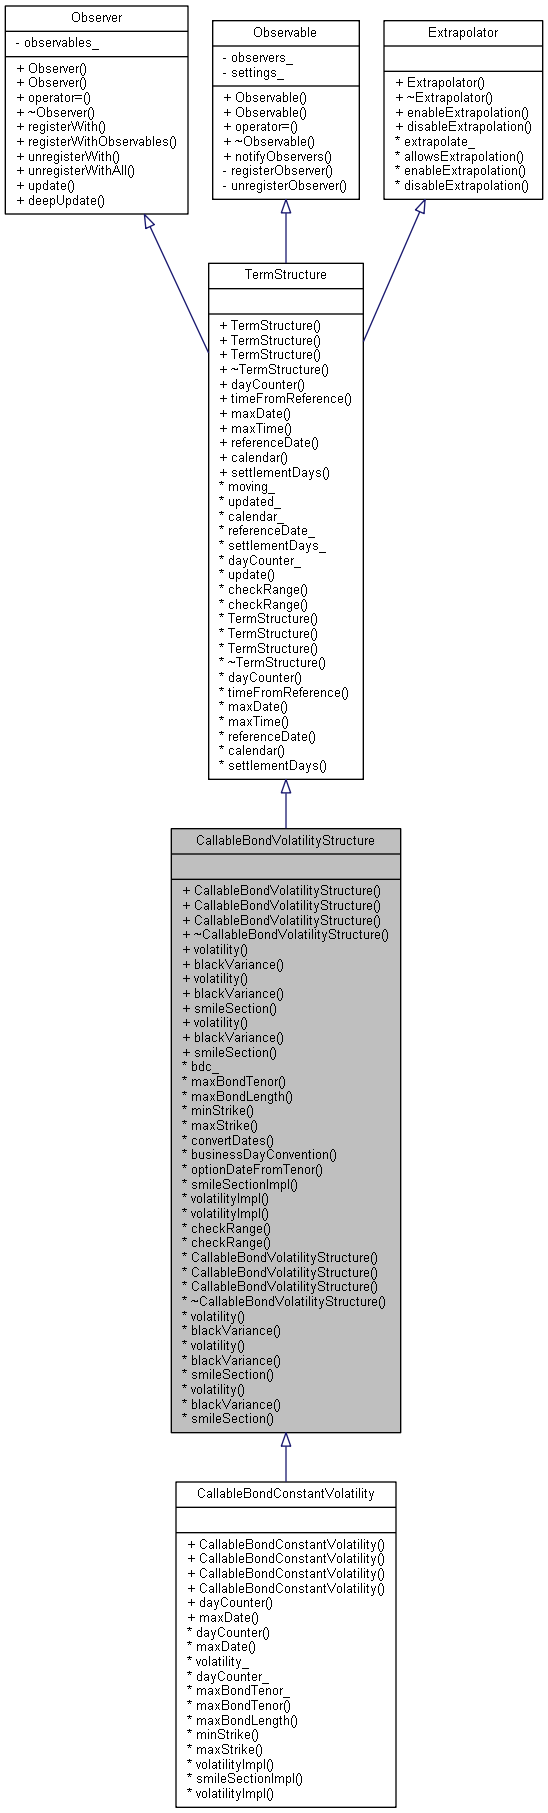 Observer
- observables_
+ Observer()
+ Observer()
+ operator=()
+ ~Observer()
+ registerWith()
+ registerWithObservables()
+ unregisterWith()
+ unregisterWithAll()
+ update()
+ deepUpdate()
Observable
- observers_
- settings_
+ Observable()
+ Observable()
+ operator=()
+ ~Observable()
+ notifyObservers()
- registerObserver()
- unregisterObserver()
Extrapolator
+ Extrapolator()
+ ~Extrapolator()
+ enableExtrapolation()
+ disableExtrapolation()
* extrapolate_
* allowsExtrapolation()
* enableExtrapolation()
* disableExtrapolation()
TermStructure
+ TermStructure()
+ TermStructure()
+ TermStructure()
+ ~TermStructure()
+ dayCounter()
+ timeFromReference()
+ maxDate()
+ maxTime()
+ referenceDate()
+ calendar()
+ settlementDays()
* moving_
* updated_
* calendar_
* referenceDate_
* settlementDays_
* dayCounter_
* update()
* checkRange()
* checkRange()
* TermStructure()
* TermStructure()
* TermStructure()
* ~TermStructure()
* dayCounter()
* timeFromReference()
* maxDate()
* maxTime()
* referenceDate()
* calendar()
* settlementDays()
CallableBondVolatilityStructure
+ CallableBondVolatilityStructure()
+ CallableBondVolatilityStructure()
+ CallableBondVolatilityStructure()
+ ~CallableBondVolatilityStructure()
+ volatility()
+ blackVariance()
+ volatility()
+ blackVariance()
+ smileSection()
+ volatility()
+ blackVariance()
+ smileSection()
* bdc_
* maxBondTenor()
* maxBondLength()
* minStrike()
* maxStrike()
* convertDates()
* businessDayConvention()
* optionDateFromTenor()
* smileSectionImpl()
* volatilityImpl()
* volatilityImpl()
* checkRange()
* checkRange()
* CallableBondVolatilityStructure()
* CallableBondVolatilityStructure()
* CallableBondVolatilityStructure()
* ~CallableBondVolatilityStructure()
* volatility()
* blackVariance()
* volatility()
* blackVariance()
* smileSection()
* volatility()
* blackVariance()
* smileSection()
CallableBondConstantVolatility
+ CallableBondConstantVolatility()
+ CallableBondConstantVolatility()
+ CallableBondConstantVolatility()
+ CallableBondConstantVolatility()
+ dayCounter()
+ maxDate()
* dayCounter()
* maxDate()
* volatility_
* dayCounter_
* maxBondTenor_
* maxBondTenor()
* maxBondLength()
* minStrike()
* maxStrike()
* volatilityImpl()
* smileSectionImpl()
* volatilityImpl()